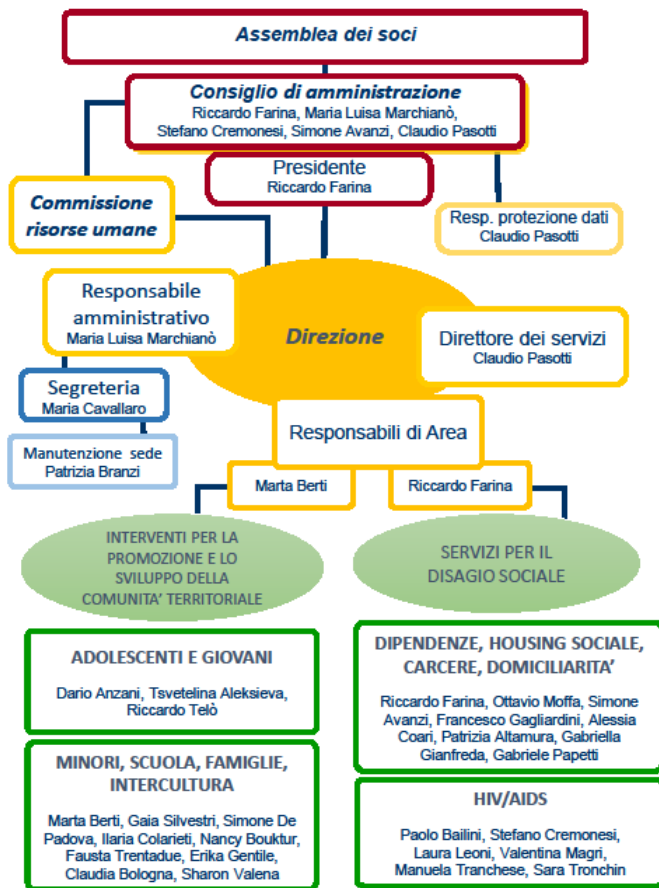 Assemblea dei soci
Consiglio di amministrazione
Riccardo Farina, Maria Luisa Marchianò,
Stefano Cremonesi, Simone Avanzi, Claudio Pasotti
Presidente
Riccardo Farina
Commissione
risorse umane
Resp. protezione dati
Claudio Pasotti
Responsabile
amministrativo
Maria Luisa Marchianò
Direzione
Direttore dei servizi
Claudio Pasotti
Segreteria
Maria Cavallaro
Manutenzione sede
Patrizia Branzi
Responsabili di Area
Marta Berti
Riccardo Farina
INTERVENTI PER LA
PROMOZIONE E LO
SVILUPPO DELLA
COMUNITA’ TERRITORIALE
SERVIZI PER IL
DISAGIO SOCIALE
ADOLESCENTI E GIOVANI
Dario Anzani, Tsvetelina Aleksieva,
Riccardo Telò
DIPENDENZE, HOUSING SOCIALE,
CARCERE, DOMICILIARITA’
Riccardo Farina, Ottavio Moffa, Simone
Avanzi, Francesco Gagliardini, Alessia
Coari, Patrizia Altamura, Gabriella
Gianfreda, Gabriele Papetti
MINORI, SCUOLA, FAMIGLIE,
INTERCULTURA
Marta Berti, Gaia Silvestri, Simone De
Padova, Ilaria Colarieti, Nancy Bouktur,
Fausta Trentadue, Erika Gentile,
Claudia Bologna, Sharon Valena
HIV/AIDS
Paolo Bailini, Stefano Cremonesi,
Laura Leoni, Valentina Magri,
Manuela Tranchese, Sara Tronchin